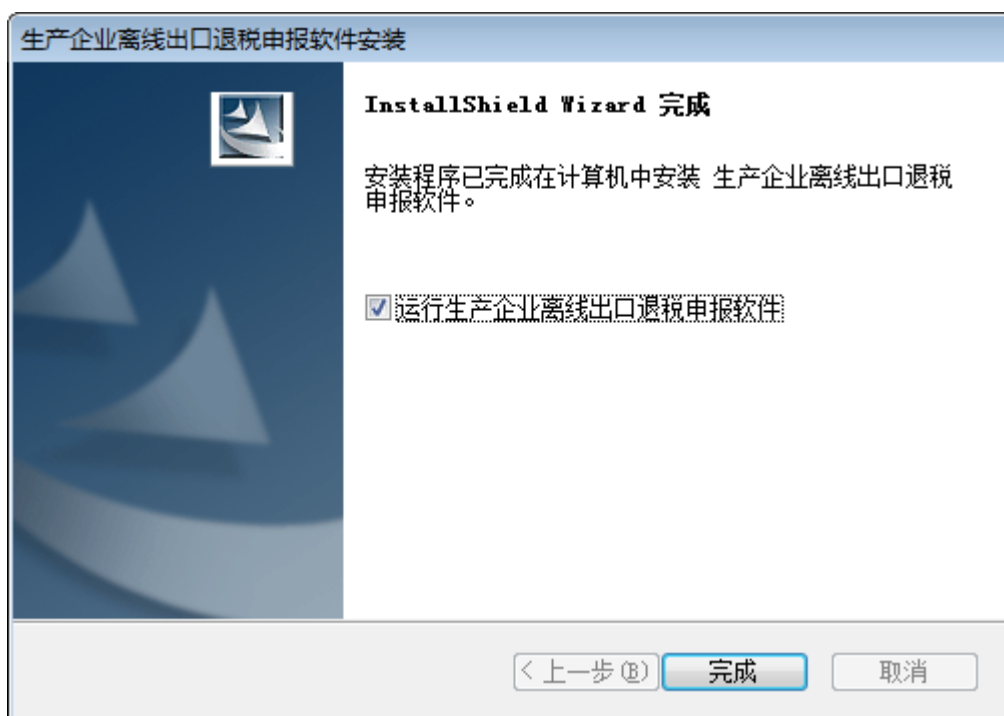 生产企业离线出口退税申报软件安装
InstallShield Wizard 完成
安装程序已完成在计算机中安装 生产企业离线出口退税
申报软件。
运行生产企业离线出口退税申报软件
< 上一步(B)
完成
取消